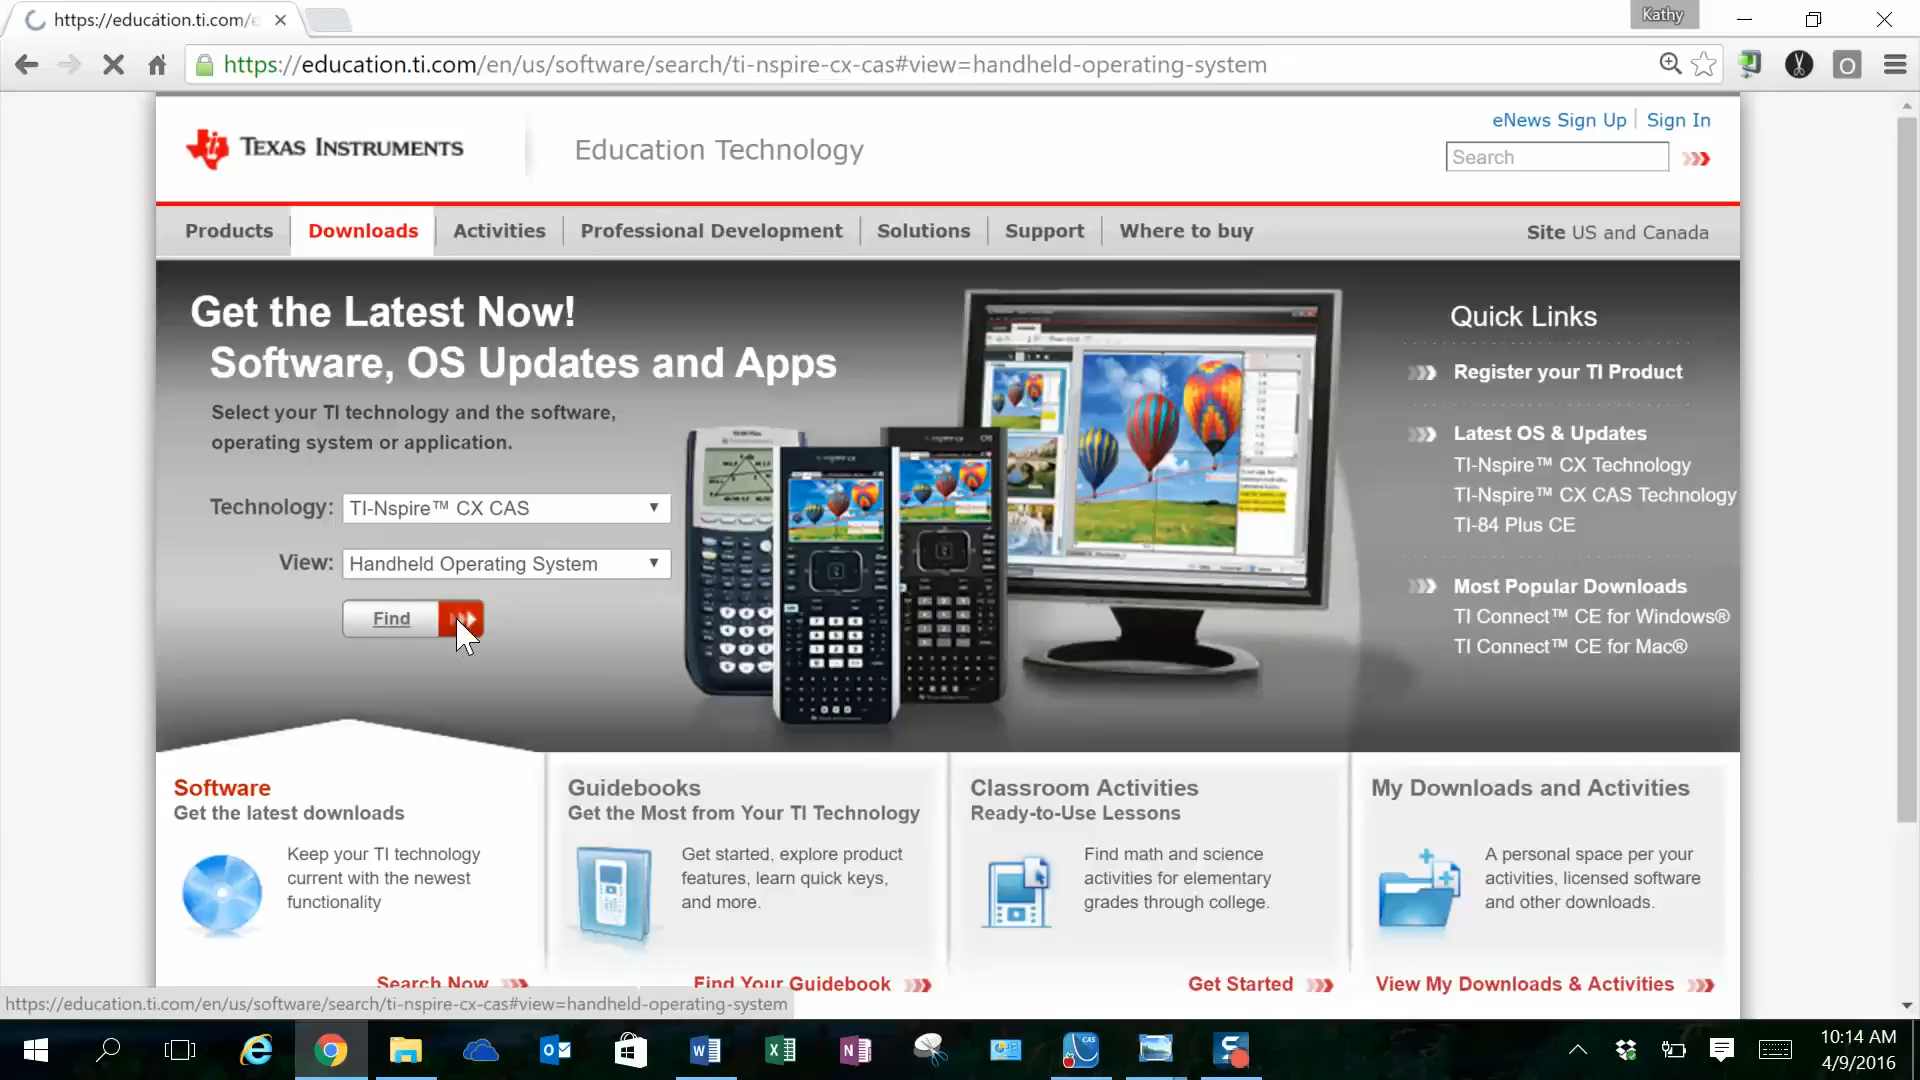 https://education.ti.com/e
Kathy
https://education.ti.com/en/us/software/search/ti-nspire-cx-cas#view=handheld-operating-system
TEXAS INSTRUMENTS
Education Technology
eNews Sign Up
Sign In
Search
Products
Downloads
Activities
Professional Development
Solutions
Support
Where to buy
Site US and Canada
Get the Latest Now!
Software, OS Updates and Apps
Select your TI technology and the software,
operating system or application.
Technology: TI-Nspire™ CX CAS
View: Handheld Operating System
Find
Quick Links
Register your TI Product
Latest OS & Updates
TI-Nspire™ CX Technology
TI-Nspire™ CX CAS Technology
TI-84 Plus CE
Most Popular Downloads
TI Connect™ CE for Windows®
TI Connect™ CE for Mac®
Software
Get the latest downloads
Keep your TI technology
current with the newest
functionality
Search Now
Guidebooks
Get the Most from Your TI Technology
Get started, explore product
features, learn quick keys,
and more.
Find Your Guidebook
Classroom Activities
Ready-to-Use Lessons
Find math and science
activities for elementary
grades through college.
Get Started
My Downloads and Activities
A personal space per your
activities, licensed software
and other downloads.
View My Downloads & Activities
https://education.ti.com/en/us/software/search/ti-nspire-cx-cas#view=handheld-operating-system
CAS
10:14 AM
4/9/2016